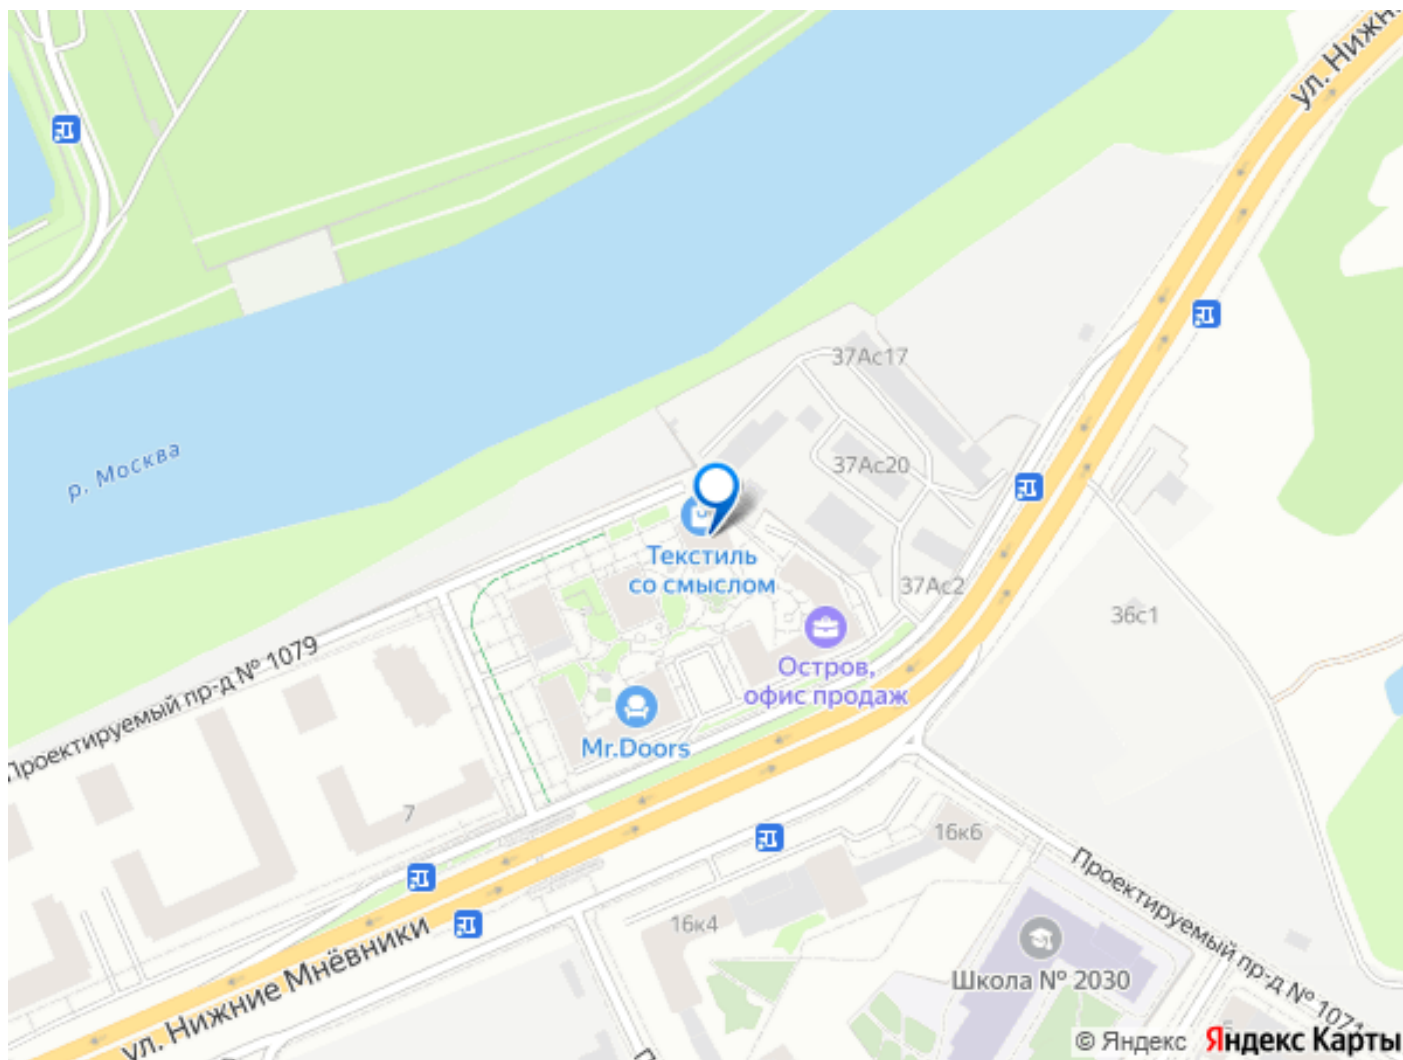 ул. Нижн
р. Москва
37Ас17
37Ас20
Текстиль
со смыслом
37Ас2
36с1
Остров,
офис продаж
Проектируемый пр-д № 1079
Mr.Doors
7
16к6
Проектируемый пр-д № 1071
16к4
ул. Нижние Мнёвники
Школа № 2030
© Яндекс Яндекс Карты